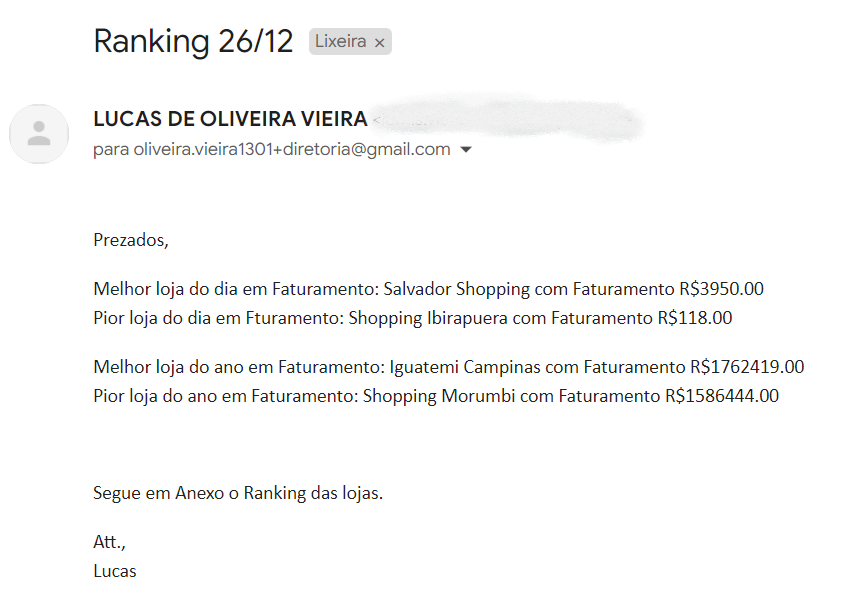 Ranking 26/12 Lixeira ×
LUCAS DE OLIVEIRA VIEIRA <
para oliveira.vieira1301+diretoria@gmail.com
Prezados,
Melhor loja do dia em Faturamento: Salvador Shopping com Faturamento R$3950.00
Pior loja do dia em Fturamento: Shopping Ibirapuera com Faturamento R$118.00
Melhor loja do ano em Faturamento: Iguatemi Campinas com Faturamento R$1762419.00
Pior loja do ano em Faturamento: Shopping Morumbi com Faturamento R$1586444.00
Segue em Anexo o Ranking das lojas.
Att.,
Lucas